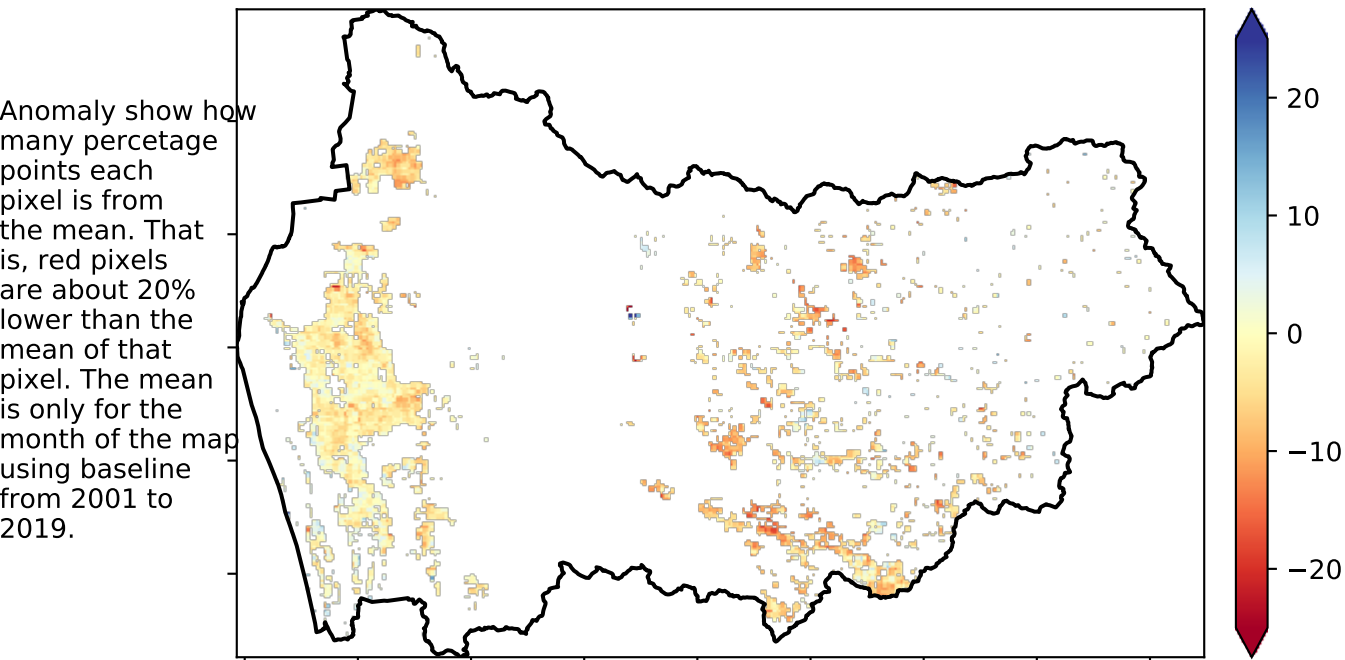 Anomaly show how
many percetage
points each
pixel is from
the mean. That
is, red pixels
are about 20%
lower than the
mean of that
pixel. The mean
is only for the
month of the map
using baseline
from 2001 to
2019.
20
10
0
−10
−20